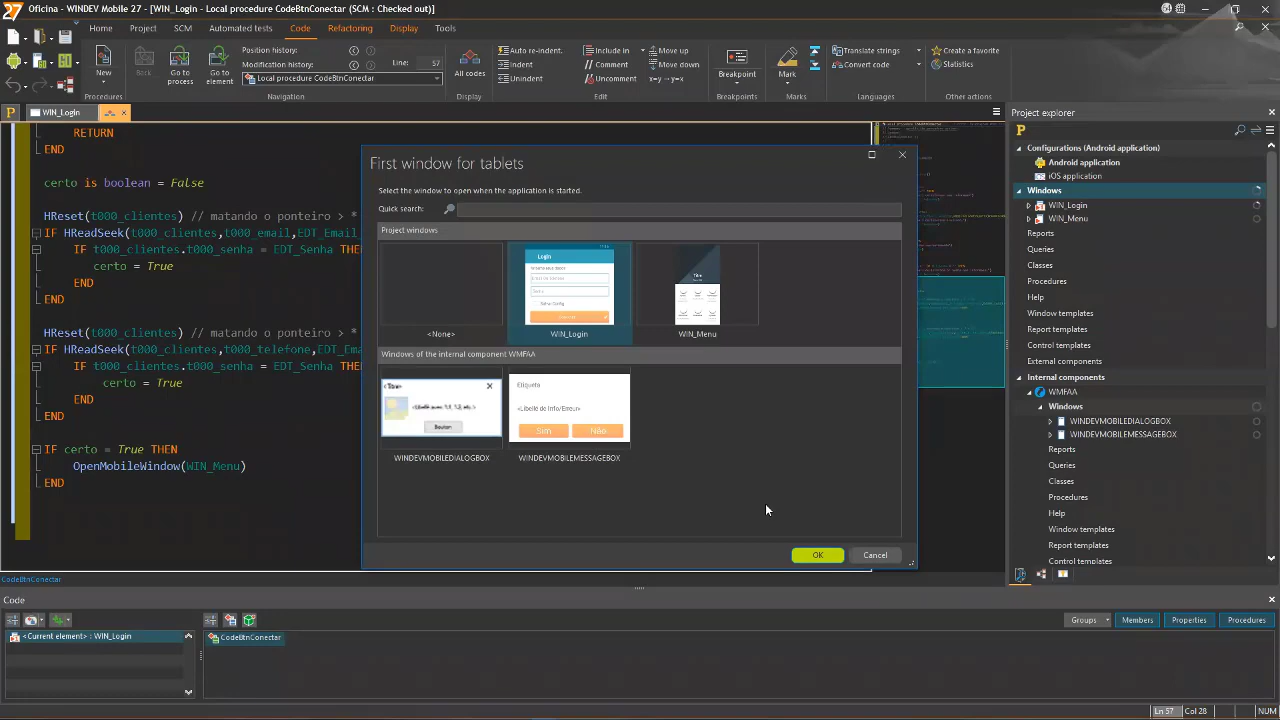 27 Oficina - WINDEV Mobile 27 - [WIN_Login - Local procedure CodeBtnConectar (SCM : Checked out)]
Home Project SCM Automated tests Code Refactoring Display Tools
New
Procedures
Back
Go to process
Go to element
Position history:
Modification history:
Line: 57
Local procedure CodeBtnConectar
Navigation
All codes
Display
Auto re-indent.
Indent
Unindent
Include in
Comment
Uncomment
Move up
Move down
x=y→y=x
Edit
Breakpoint
Breakpoints
Mark
Marks
Translate strings
Convert code
Languages
Create a favorite
Statistics
Other actions
WIN_Login
RETURN
END
certo is boolean = False
HReset(t000_clientes) // matando o ponteiro > *
IF HReadSeek(t000_clientes,t000_email,EDT_Email_
IF t000_clientes.t000_senha = EDT_Senha THEN
certo = True
END
END
HReset(t000_clientes) // matando o ponteiro > *
IF HReadSeek(t000_clientes,t000_telefone,EDT_Ema
IF t000_clientes.t000_senha = EDT_Senha THEN
certo = True
END
END
IF certo = True THEN
OpenMobileWindow(WIN_Menu)
END
CodeBtnConectar
First window for tablets
Select the window to open when the application is started.
Quick search:
Project windows
<None>
Login
WIN_Login
Titre
WIN_Menu
Windows of the internal component WMFAA
<Titre>
Bouton
WINDEVMOBILEDIALOGBOX
Etiqueta
<Libellé de Info/Erreur>
Sim Não
WINDEVMOBILEMESSAGEBOX
OK Cancel
Project explorer
Configurations (Android application)
Android application
iOS application
Windows
WIN_Login
WIN_Menu
Reports
Queries
Classes
Procedures
Help
Window templates
Report templates
Control templates
External components
Internal components
WMFAA
Windows
WINDEVMOBILEDIALOGBOX
WINDEVMOBILEMESSAGEBOX
Reports
Queries
Classes
Procedures
Help
Window templates
Report templates
Control templates
Code
Groups Members Properties Procedures
<Current element> : WIN_Login
CodeBtnConectar
Ln 57 Col 28 NUM